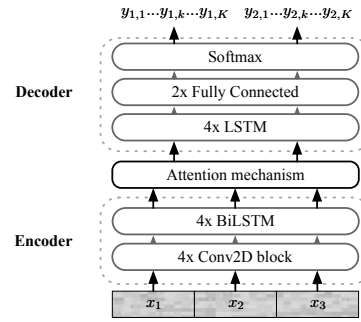 y1,1...y1,k...y1,K y2,1...y2,k...y2,K
Softmax
Decoder
2x Fully Connected
4x LSTM
Attention mechanism
4x BiLSTM
Encoder
4x Conv2D block
x1 x2 x3